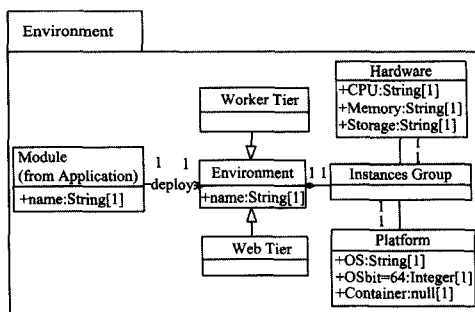 Environment
Hardware
+CPU:String[1]
+Memory:String[1]
+Storage:String[1]
Worker Tier
Module
(from Application)
+name:String[1]
1 1
deploy
Environment
+name:String[1]
1 1
Instances Group
1
1
1
1
Web Tier
Platform
+OS:String[1]
+OSbit=64:Integer[1]
+Container:null[1]